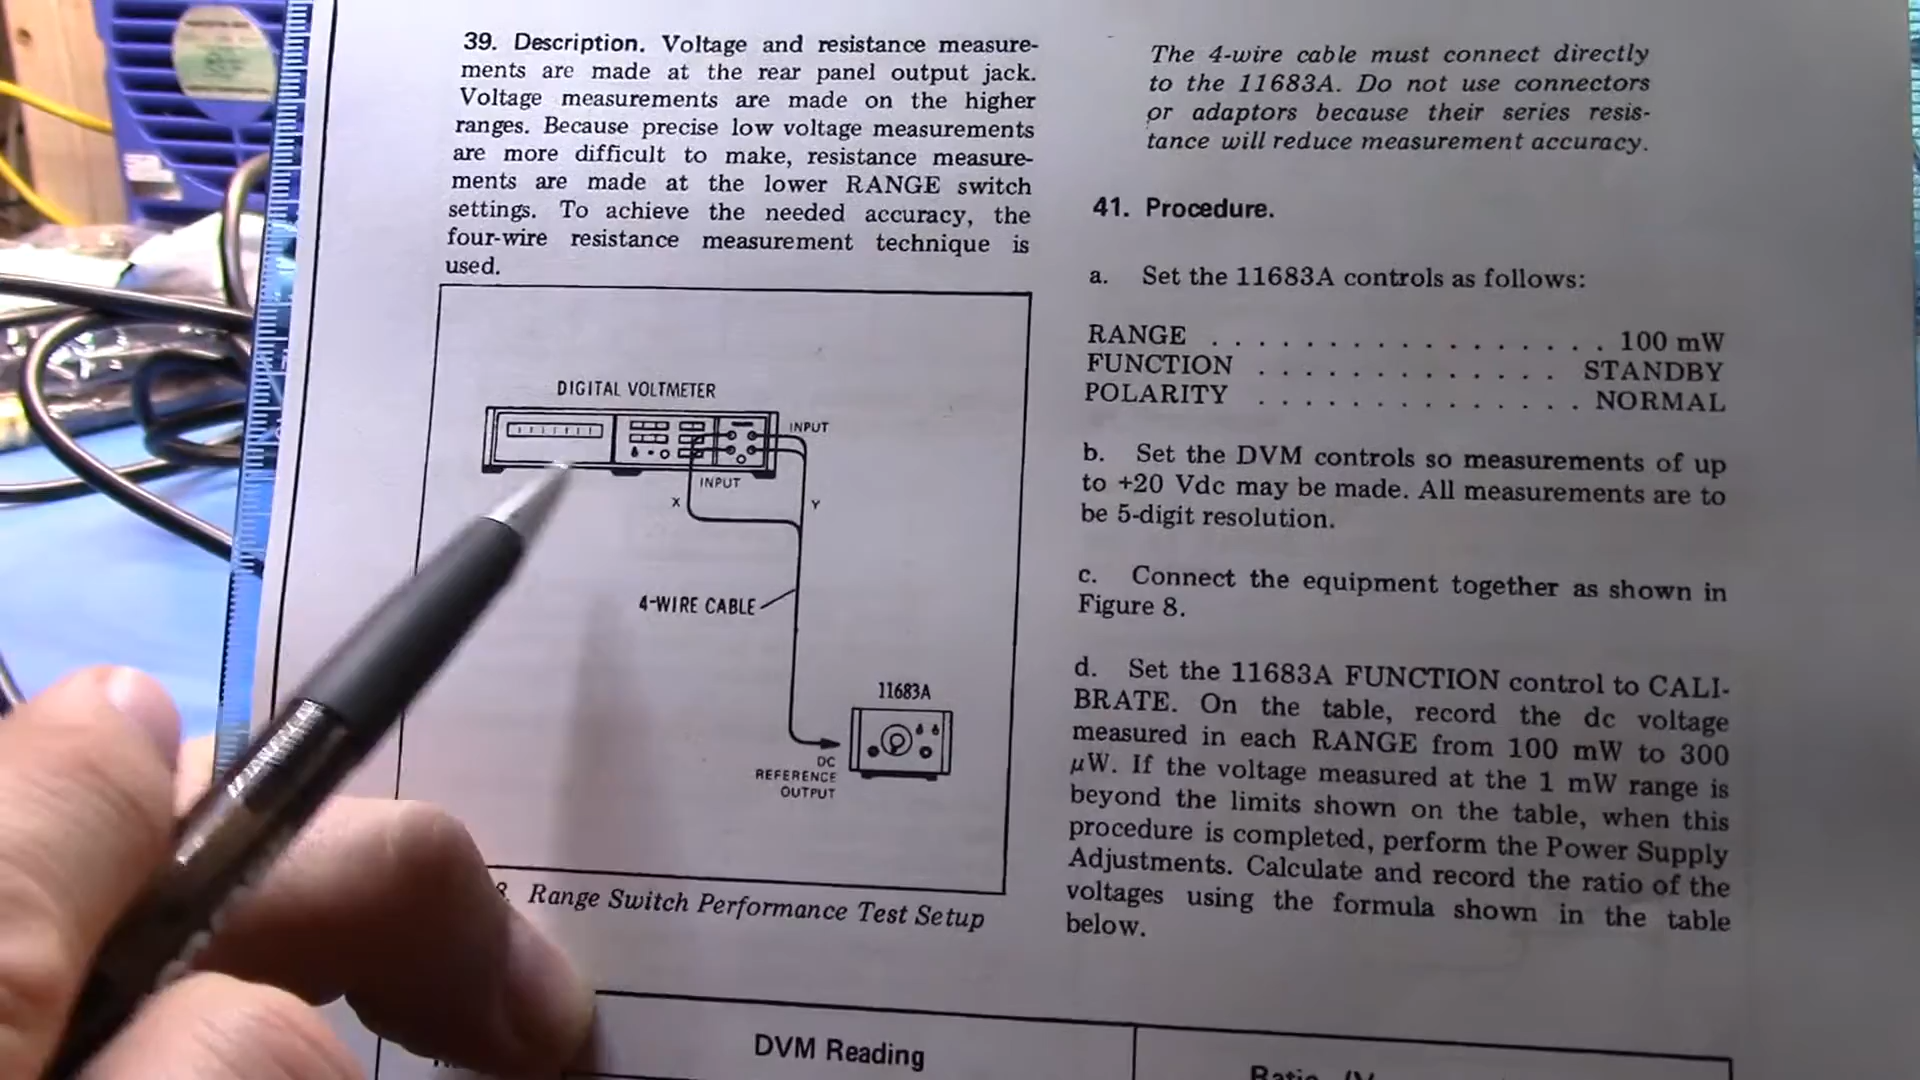 39. Description. Voltage and resistance measure-
ments are made at the rear panel output jack.
Voltage measurements are made on the higher
ranges. Because precise low voltage measurements
are more difficult to make, resistance measure-
ments are made at the lower RANGE switch
settings. To achieve the needed accuracy, the
four-wire resistance measurement technique is
used.
DIGITAL VOLTMETER
INPUT
INPUT
X
Y
4-WIRE CABLE
11683A
DC
REFERENCE
OUTPUT
Range Switch Performance Test Setup
The 4-wire cable must connect directly
to the 11683A. Do not use connectors
or adaptors because their series resis-
tance will reduce measurement accuracy.
41. Procedure.
a. Set the 11683A controls as follows:
RANGE . . . . . . . . . . . . . . . . . 100 mW
FUNCTION . . . . . . . . . . . . . STANDBY
POLARITY . . . . . . . . . . . . . . NORMAL
b. Set the DVM controls so measurements of up
to +20 Vdc may be made. All measurements are to
be 5-digit resolution.
c. Connect the equipment together as shown in
Figure 8.
d. Set the 11683A FUNCTION control to CALI-
BRATE. On the table, record the dc voltage
measured in each RANGE from 100 mW to 300
μW. If the voltage measured at the 1 mW range is
beyond the limits shown on the table, when this
procedure is completed, perform the Power Supply
Adjustments. Calculate and record the ratio of the
voltages using the formula shown in the table
below.
DVM Reading